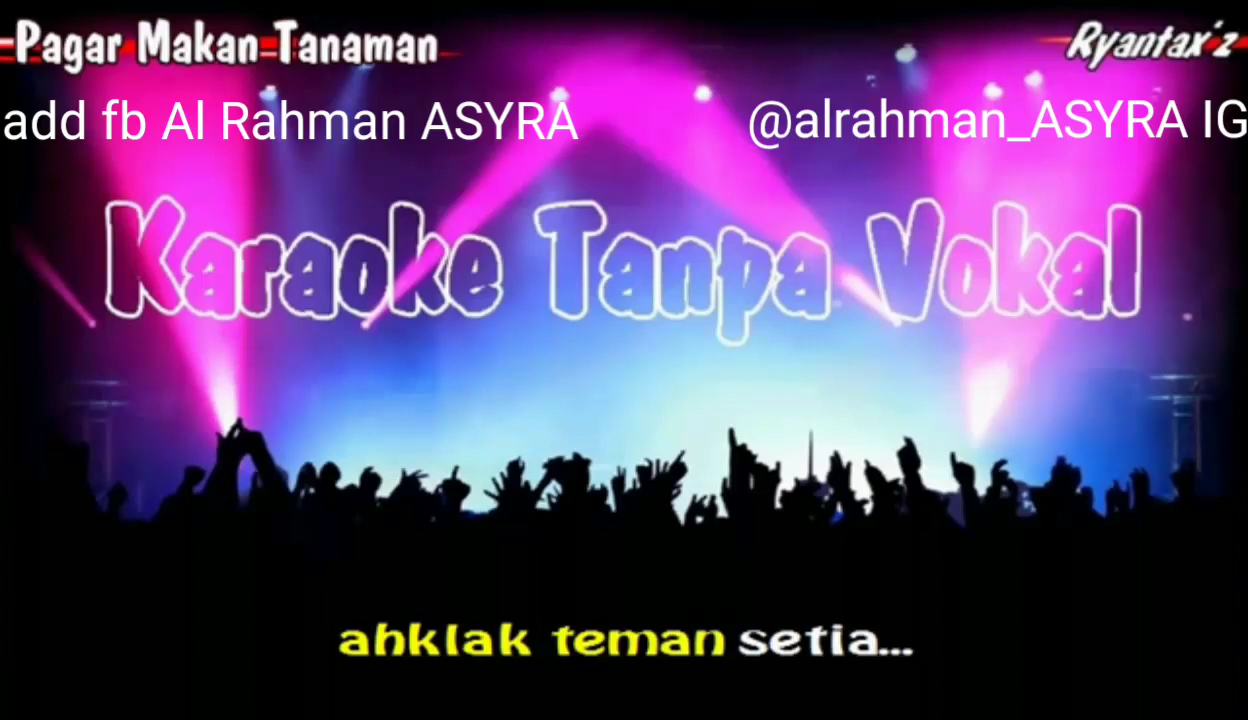 Pagar Makan Tanaman
Ryantax'z
add fb Al Rahman ASYRA
@alrahman_ASYRA IG
Karaoke Tanpa Vokal
ahklak teman setia...